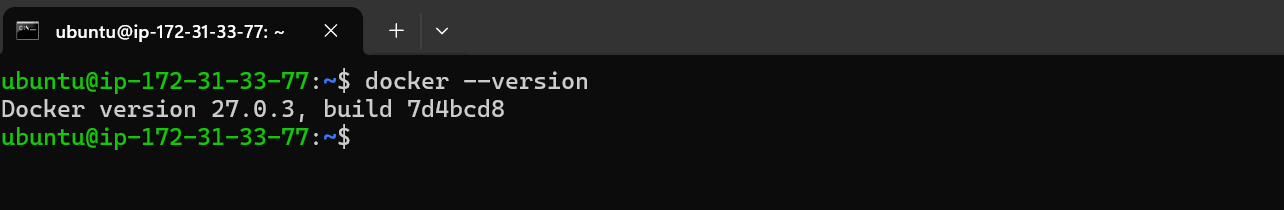 ubuntu@ip-172-31-33-77: ~
ubuntu@ip-172-31-33-77:~$ docker --version
Docker version 27.0.3, build 7d4bcd8
ubuntu@ip-172-31-33-77:~$